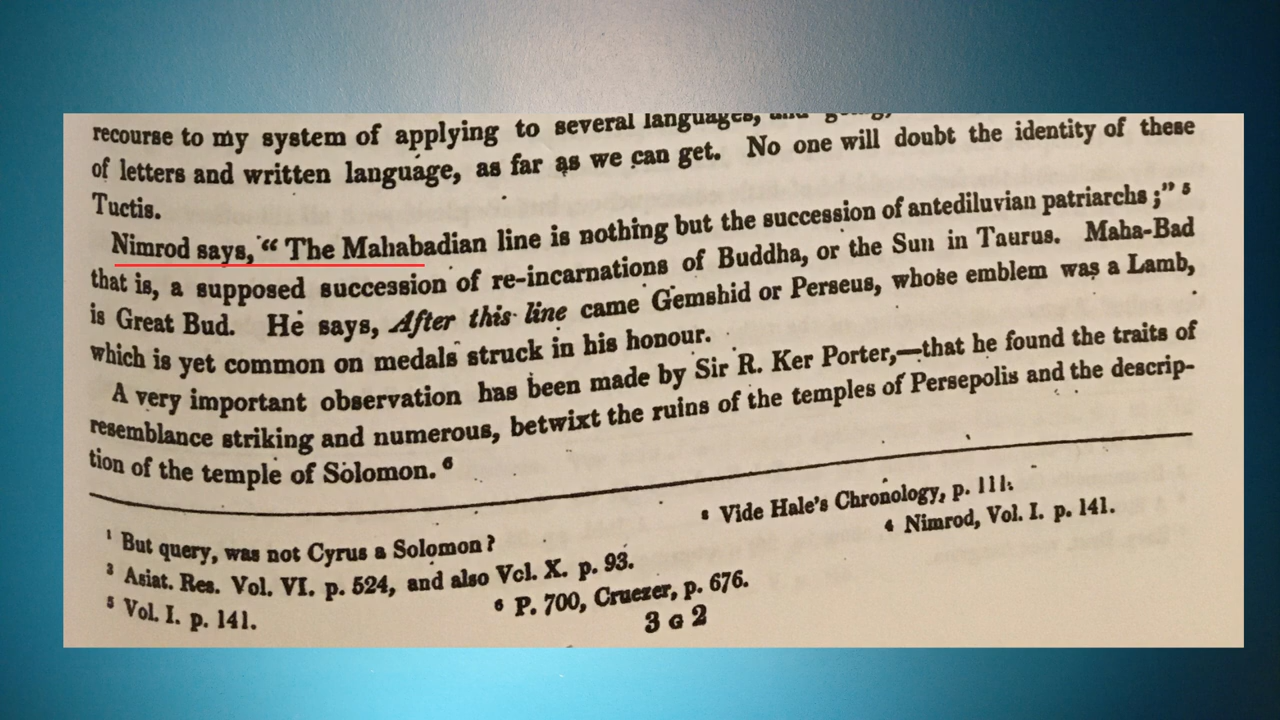 recourse to my system of applying to several languages,
of letters and written language, as far as we can get. No one will doubt the identity of these
Tuctis.
Nimrod says, “ The Mahabadian line is nothing but the succession of antediluvian patriarchs ;” ⁵
that is, a supposed succession of re-incarnations of Buddha, or the Sun in Taurus. Maha-Bad
is Great Bud. He says, After this line came Gemshid or Perseus, whose emblem was a Lamb,
which is yet common on medals struck in his honour.
A very important observation has been made by Sir R. Ker Porter,—that he found the traits of
resemblance striking and numerous, betwixt the ruins of the temples of Persepolis and the descrip-
tion of the temple of Solomon. ⁶
¹ But query, was not Cyrus a Solomon ?
² Vide Hale's Chronology, p. 111.
³ Asiat. Res. Vol. VI. p. 524, and also Vol. X. p. 93.
⁴ Nimrod, Vol. I. p. 141.
⁵ Vol. I. p. 141.
⁶ P. 700, Cruezer, p. 676.
3 G 2